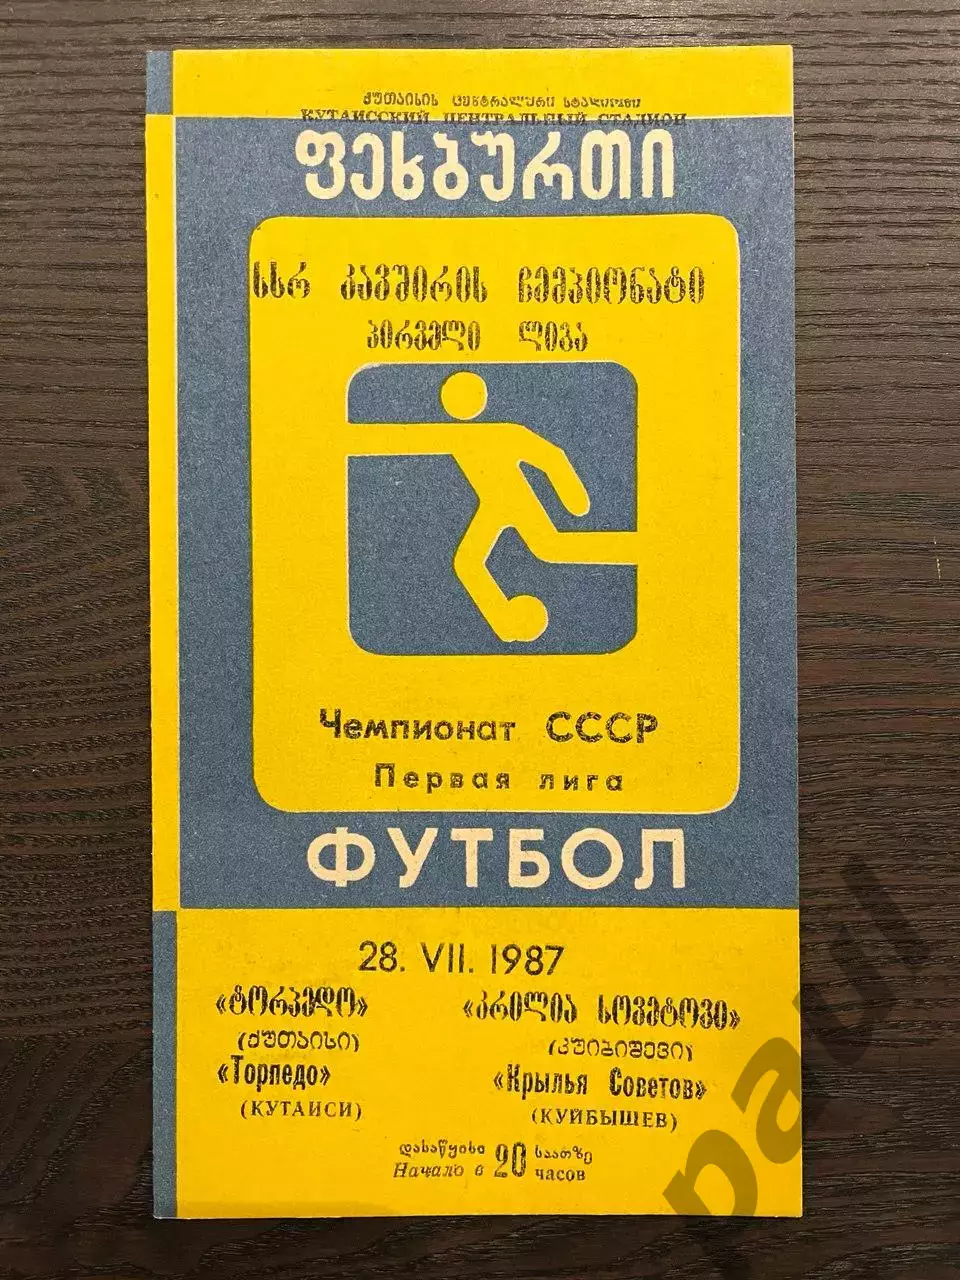 ქუთაისის ცენტრალური სტადიონი
КУТАИССКИЙ ЦЕНТРАЛЬНЫЙ СТАДИОН
ფეხბურთი
სსრ კავშირის ჩემპიონატი
პირველი ლიგა
Чемпионат СССР
Первая лига
ФУТБОЛ
28. VII. 1987
«ტორპედო» «კრილია სოვეტოვი»
(ქუთაისი) (კუიბიშევი)
«Торпедо» «Крылья Советов»
(КУТАИСИ) (КУЙБЫШЕВ)
დასაწყისი 20 საათზე
Начало в часов
paul